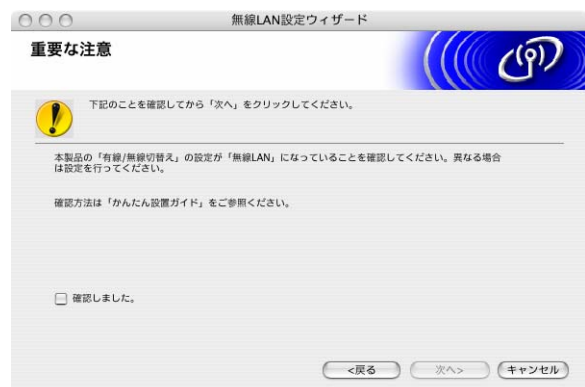 無線LAN設定ウィザード
重要な注意
下記のことを確認してから「次へ」をクリックしてください。
本製品の「有線/無線切替え」の設定が「無線LAN」になっていることを確認してください。異なる場合
は設定を行ってください。
確認方法は「かんたん設置ガイド」をご参照ください。
確認しました。
<戻る
次へ>
キャンセル